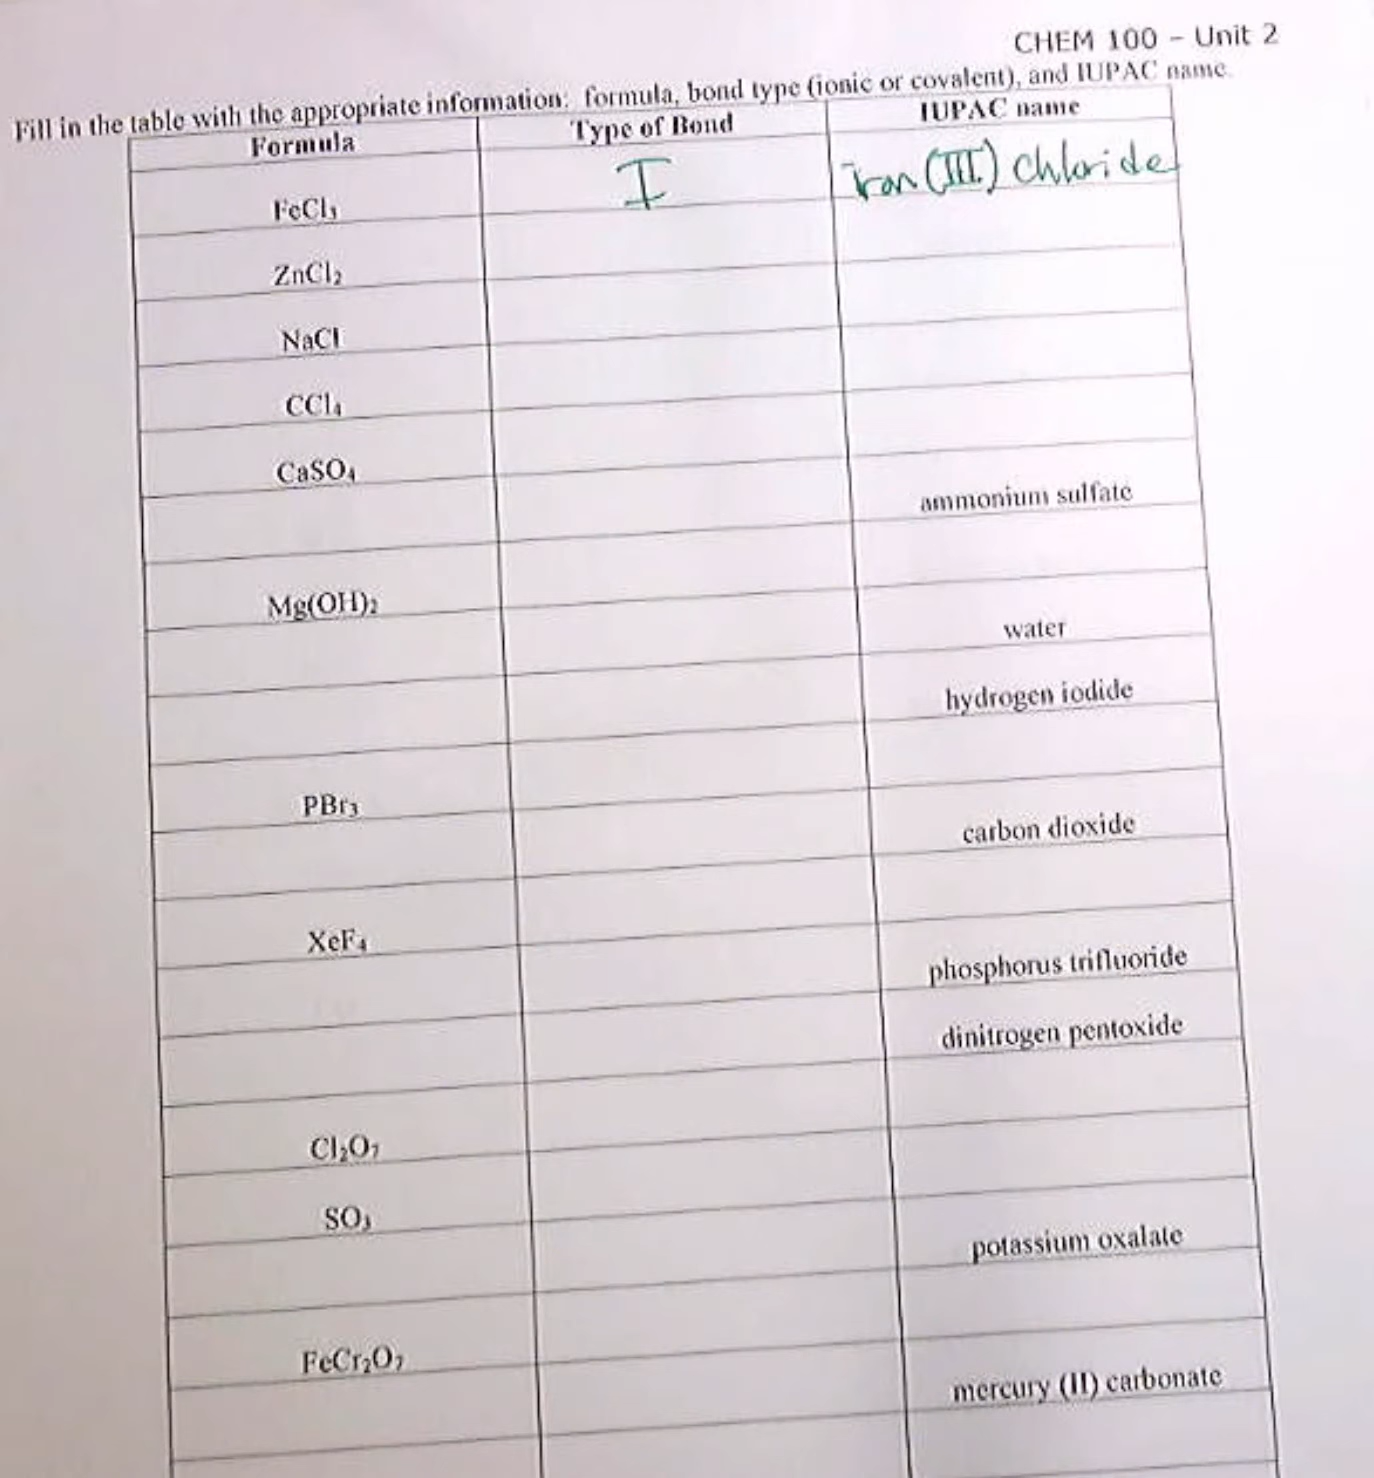 CHEM 100 – Unit 2
Fill in the table with the appropriate information: formula, bond type (ionic or covalent), and IUPAC name.
Formula Type of Bond IUPAC name
FeCl₃ I iron (III) chloride
ZnCl₂
NaCl
CCl₄
CaSO₄
ammonium sulfate
Mg(OH)₂
water
hydrogen iodide
PBr₃
carbon dioxide
XeF₄
phosphorus trifluoride
dinitrogen pentoxide
Cl₂O₇
SO₃
potassium oxalate
FeCr₂O₇
mercury (II) carbonate